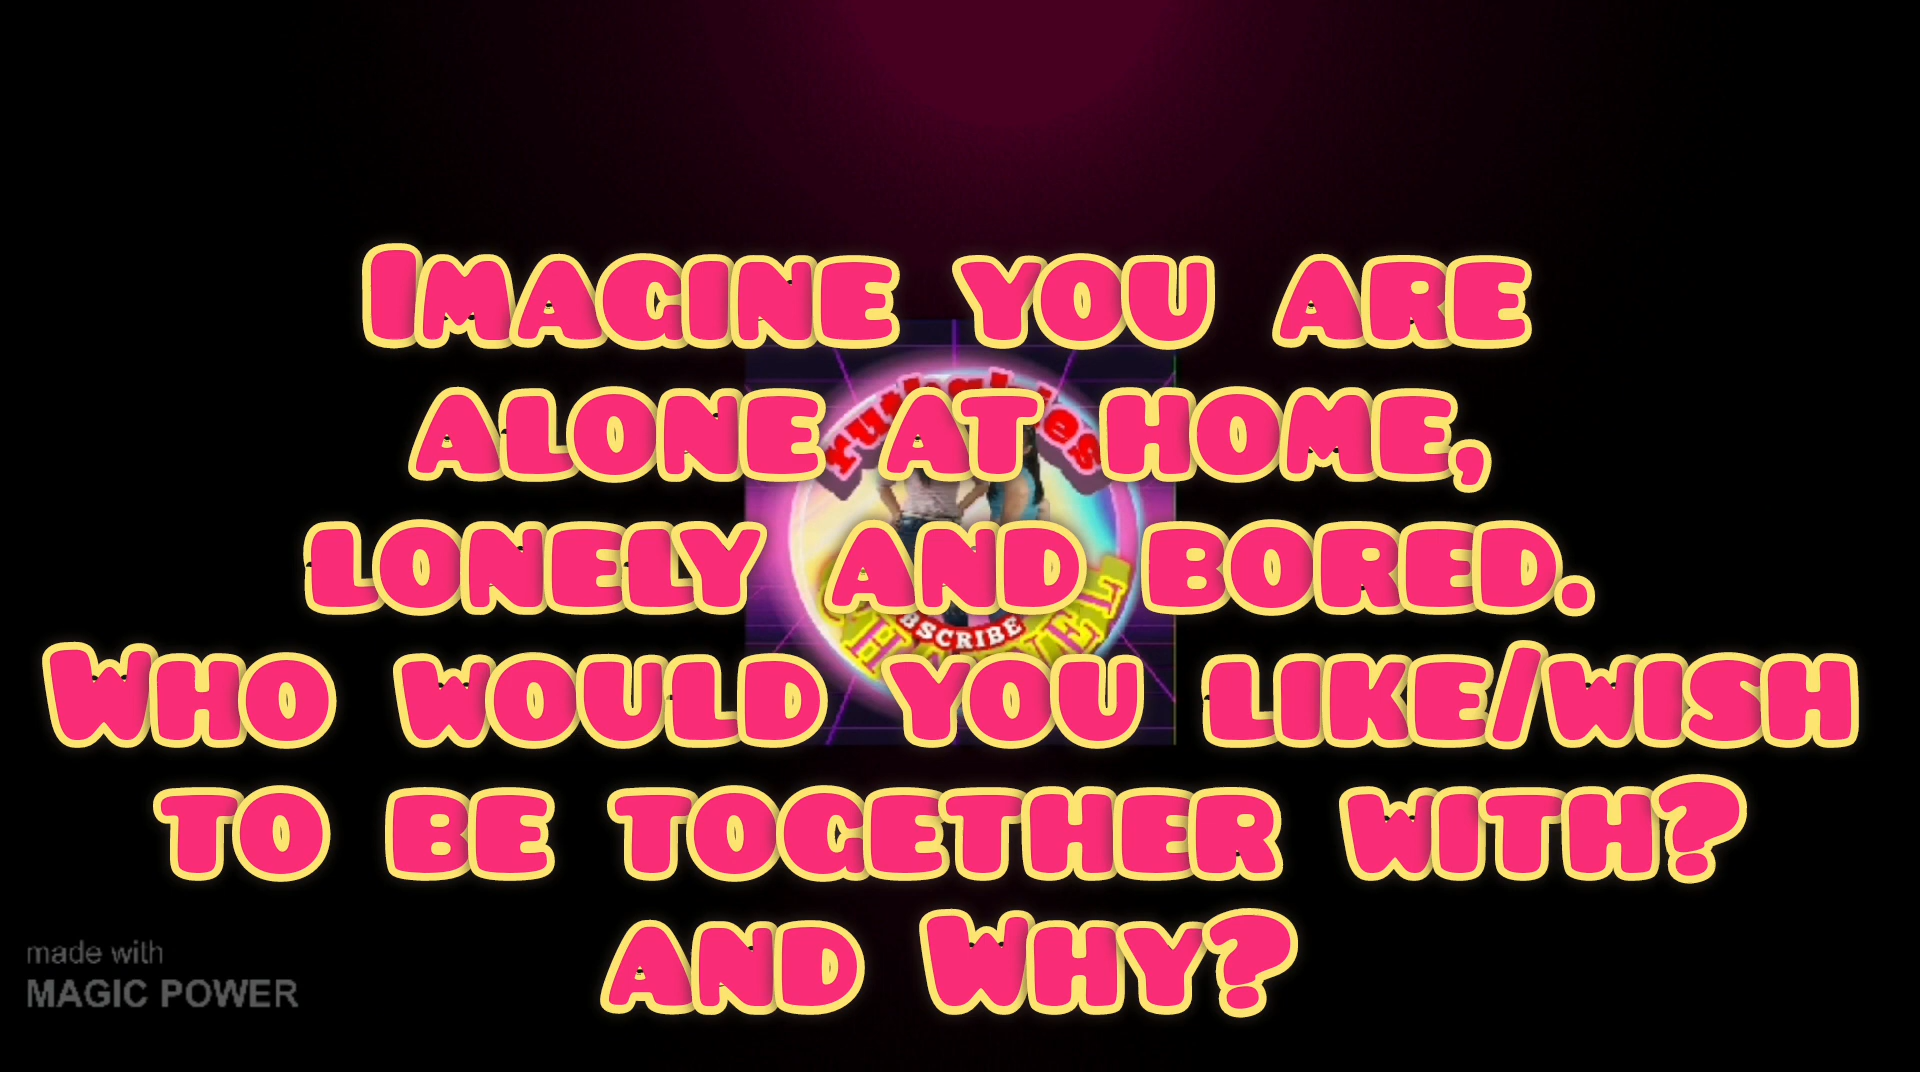 Imagine you are
alone at home,
lonely and bored.
Who would you like/wish
to be together with?
and Why?
BSCRIBE
made with
MAGIC POWER